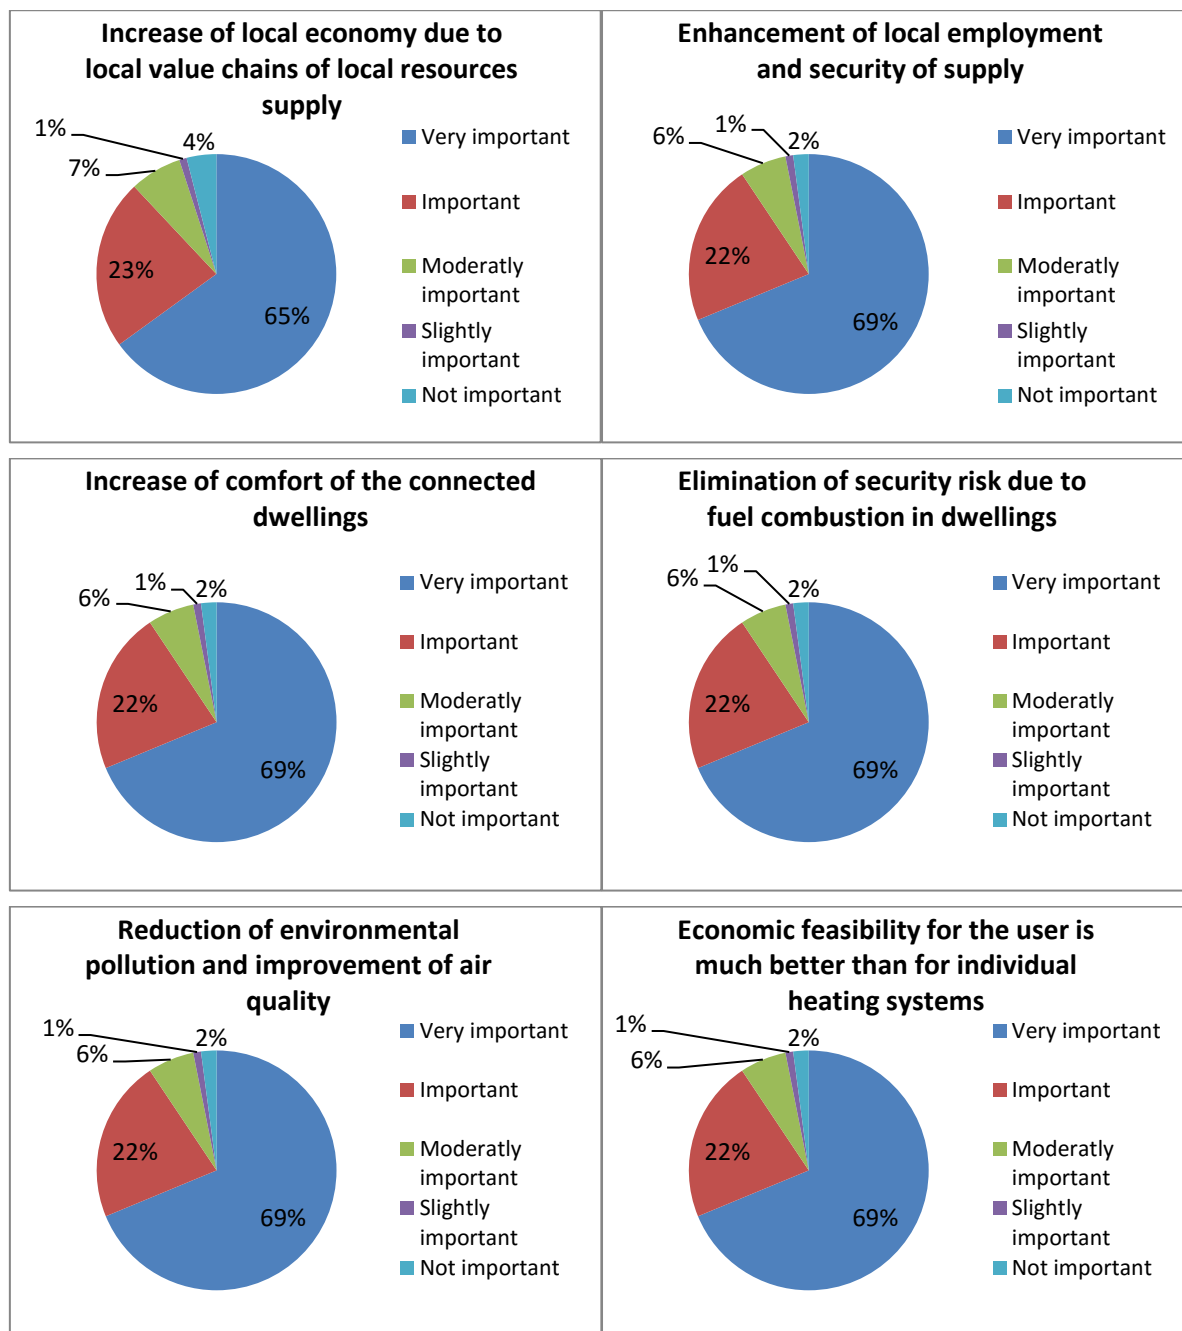 Increase of local economy due to
local value chains of local resources
supply
1%
4%
7%
23%
65%
Very important
Important
Moderatly
important
Slightly
important
Not important
Enhancement of local employment
and security of supply
1%
2%
6%
22%
69%
Very important
Important
Moderatly
important
Slightly
important
Not important
Increase of comfort of the connected
dwellings
1%
2%
6%
22%
69%
Very important
Important
Moderatly
important
Slightly
important
Not important
Elimination of security risk due to
fuel combustion in dwellings
1%
2%
6%
22%
69%
Very important
Important
Moderatly
important
Slightly
important
Not important
Reduction of environmental
pollution and improvement of air
quality
1%
2%
6%
22%
69%
Very important
Important
Moderatly
important
Slightly
important
Not important
Economic feasibility for the user is
much better than for individual
heating systems
1%
2%
6%
22%
69%
Very important
Important
Moderatly
important
Slightly
important
Not important